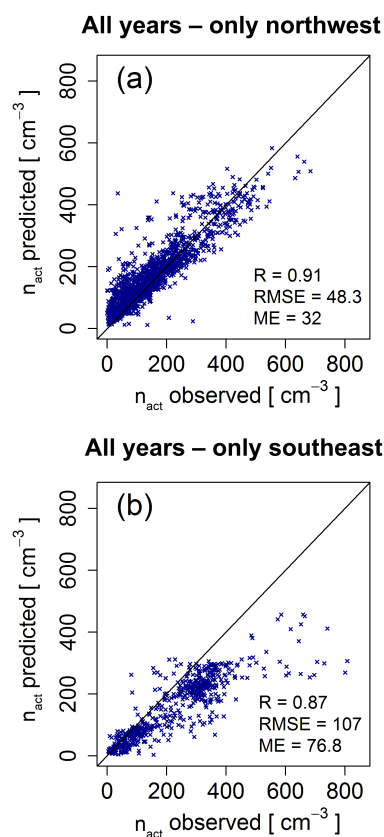 All years – only northwest
(a)
n_act predicted [ cm⁻³ ]
0 200 400 600 800
R = 0.91
RMSE = 48.3
ME = 32
0 200 400 600 800
n_act observed [ cm⁻³ ]
All years – only southeast
(b)
n_act predicted [ cm⁻³ ]
0 200 400 600 800
R = 0.87
RMSE = 107
ME = 76.8
0 200 400 600 800
n_act observed [ cm⁻³ ]